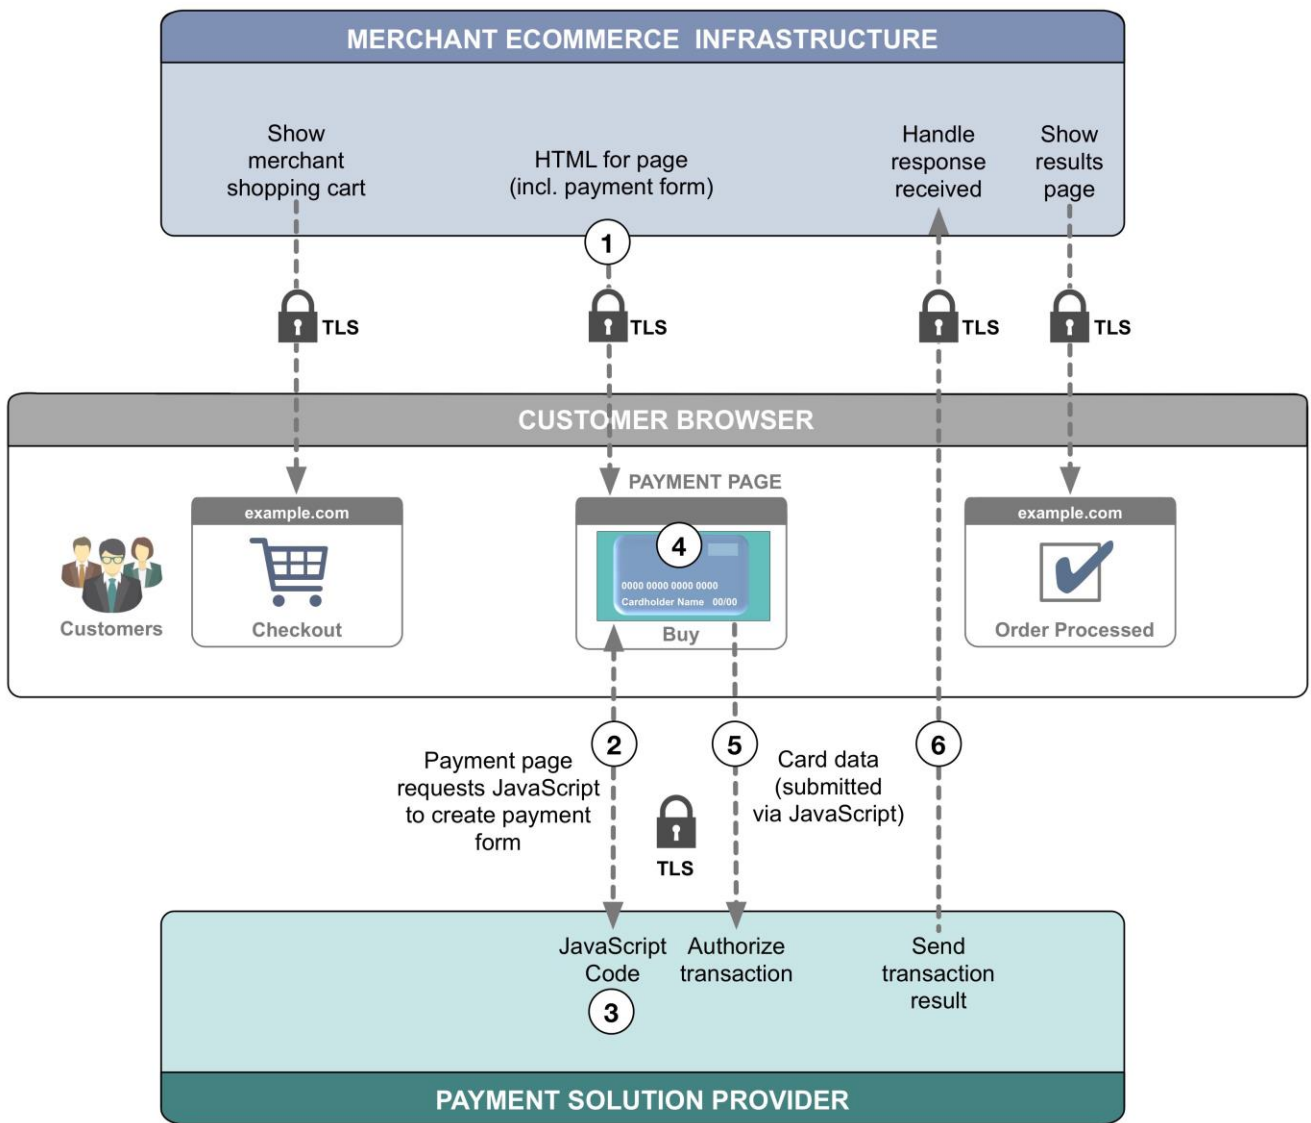 MERCHANT ECOMMERCE INFRASTRUCTURE
Show
merchant
shopping cart
HTML for page
(incl. payment form)
Handle
response
received
Show
results
page
1
TLS
TLS
TLS
TLS
CUSTOMER BROWSER
PAYMENT PAGE
example.com
4
example.com
0000 0000 0000 0000
Cardholder Name 00/00
Customers
Checkout
Buy
Order Processed
2
5
6
Payment page
requests JavaScript
to create payment
form
Card data
(submitted
via JavaScript)
TLS
JavaScript
Code
3
Authorize
transaction
Send
transaction
result
PAYMENT SOLUTION PROVIDER